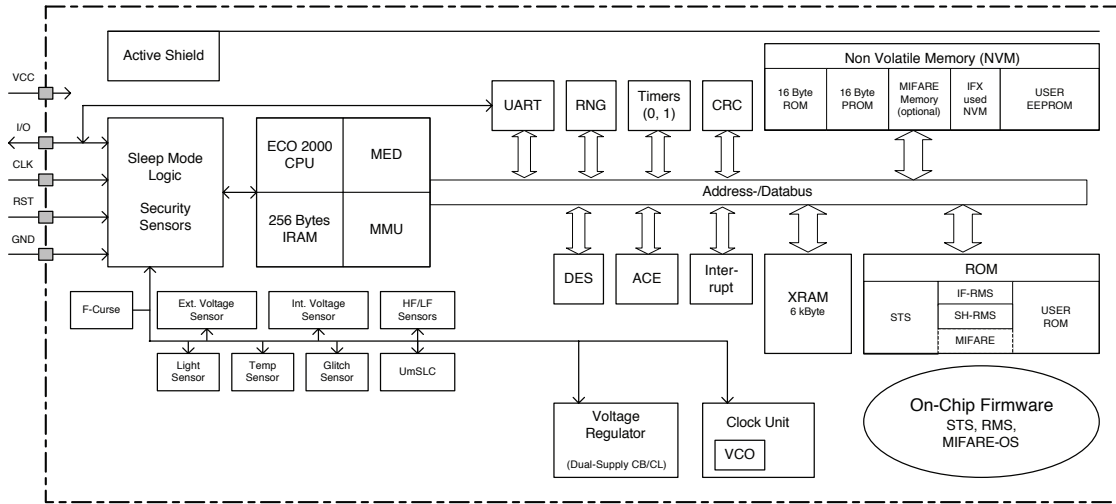 Active Shield
VCC
I/O
CLK
RST
GND
Sleep Mode
Logic
Security
Sensors
ECO 2000
CPU
MED
256 Bytes
IRAM
MMU
UART
RNG
Timers
(0, 1)
CRC
Non Volatile Memory (NVM)
16 Byte
ROM
16 Byte
PROM
MIFARE
Memory
(optional)
IFX
used
NVM
USER
EEPROM
Address-/Databus
DES
ACE
Inter-
rupt
XRAM
6 kByte
ROM
STS
IF-RMS
SH-RMS
MIFARE
USER
ROM
F-Curse
Ext. Voltage
Sensor
Int. Voltage
Sensor
HF/LF
Sensors
Light
Sensor
Temp
Sensor
Glitch
Sensor
UmSLC
Voltage
Regulator
(Dual-Supply CB/CL)
Clock Unit
VCO
On-Chip Firmware
STS, RMS,
MIFARE-OS